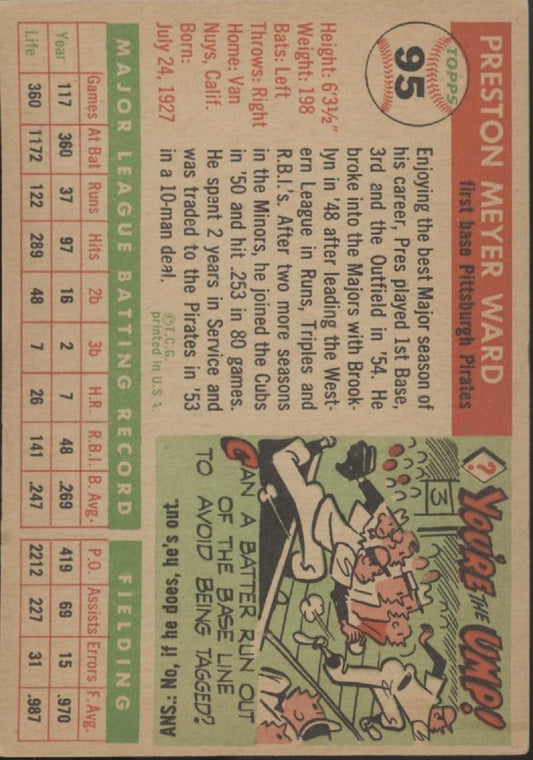 TOPPS
95
PRESTON MEYER WARD
first base Pittsburgh Pirates
Height: 6'3½"
Weight: 198
Bats: Left
Throws: Right
Home: Van
Nuys, Calif.
Born:
July 24, 1927
Enjoying the best Major season of
his career, Pres played 1st Base,
3rd and the Outfield in '54. He
broke into the Majors with Brook-
lyn in '48 after leading the West-
ern League in Runs, Triples and
R.B.I.'s. After two more seasons
in the Minors, he joined the Cubs
in '50 and hit .253 in 80 games.
He spent 2 years in Service and
was traded to the Pirates in '53
in a 10-man deal.
©T.C.G.
printed in U.S.A.
?
YOU'RE THE UMP!
3
CAN A BATTER RUN OUT
OF THE BASE LINE
TO AVOID BEING TAGGED?
ANS.: No, if he does, he's out.
MAJOR LEAGUE BATTING RECORD FIELDING
Games At Bat Runs Hits 2b 3b H.R. R.B.I. B. Avg. P.O. Assists Errors F. Avg.
Year 117 360 37 97 16 2 7 48 .269 419 69 15 .970
Life 360 1172 122 289 48 7 26 141 .247 2212 227 31 .987